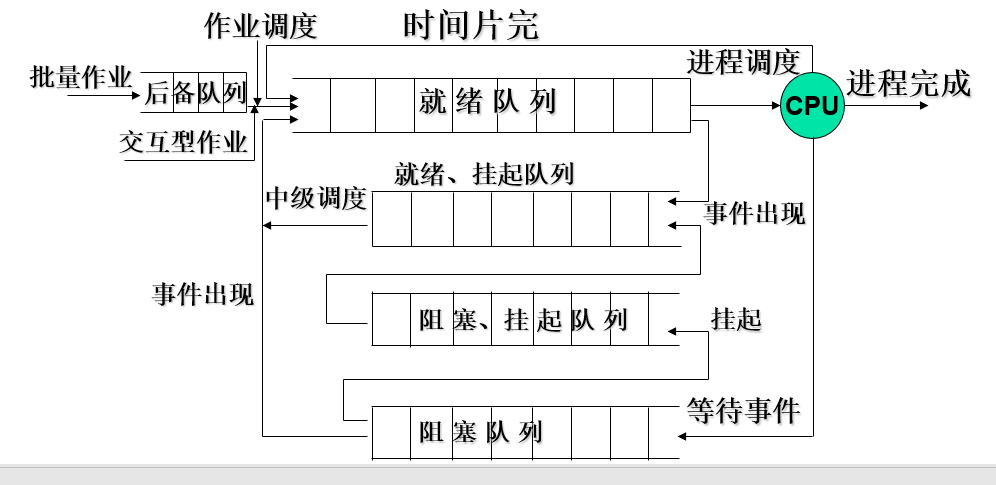 作业调度
时间片完
批量作业
后备队列
就绪队列
进程调度
CPU
进程完成
交互型作业
就绪、挂起队列
中级调度
事件出现
事件出现
阻塞、挂起队列
挂起
等待事件
阻塞队列